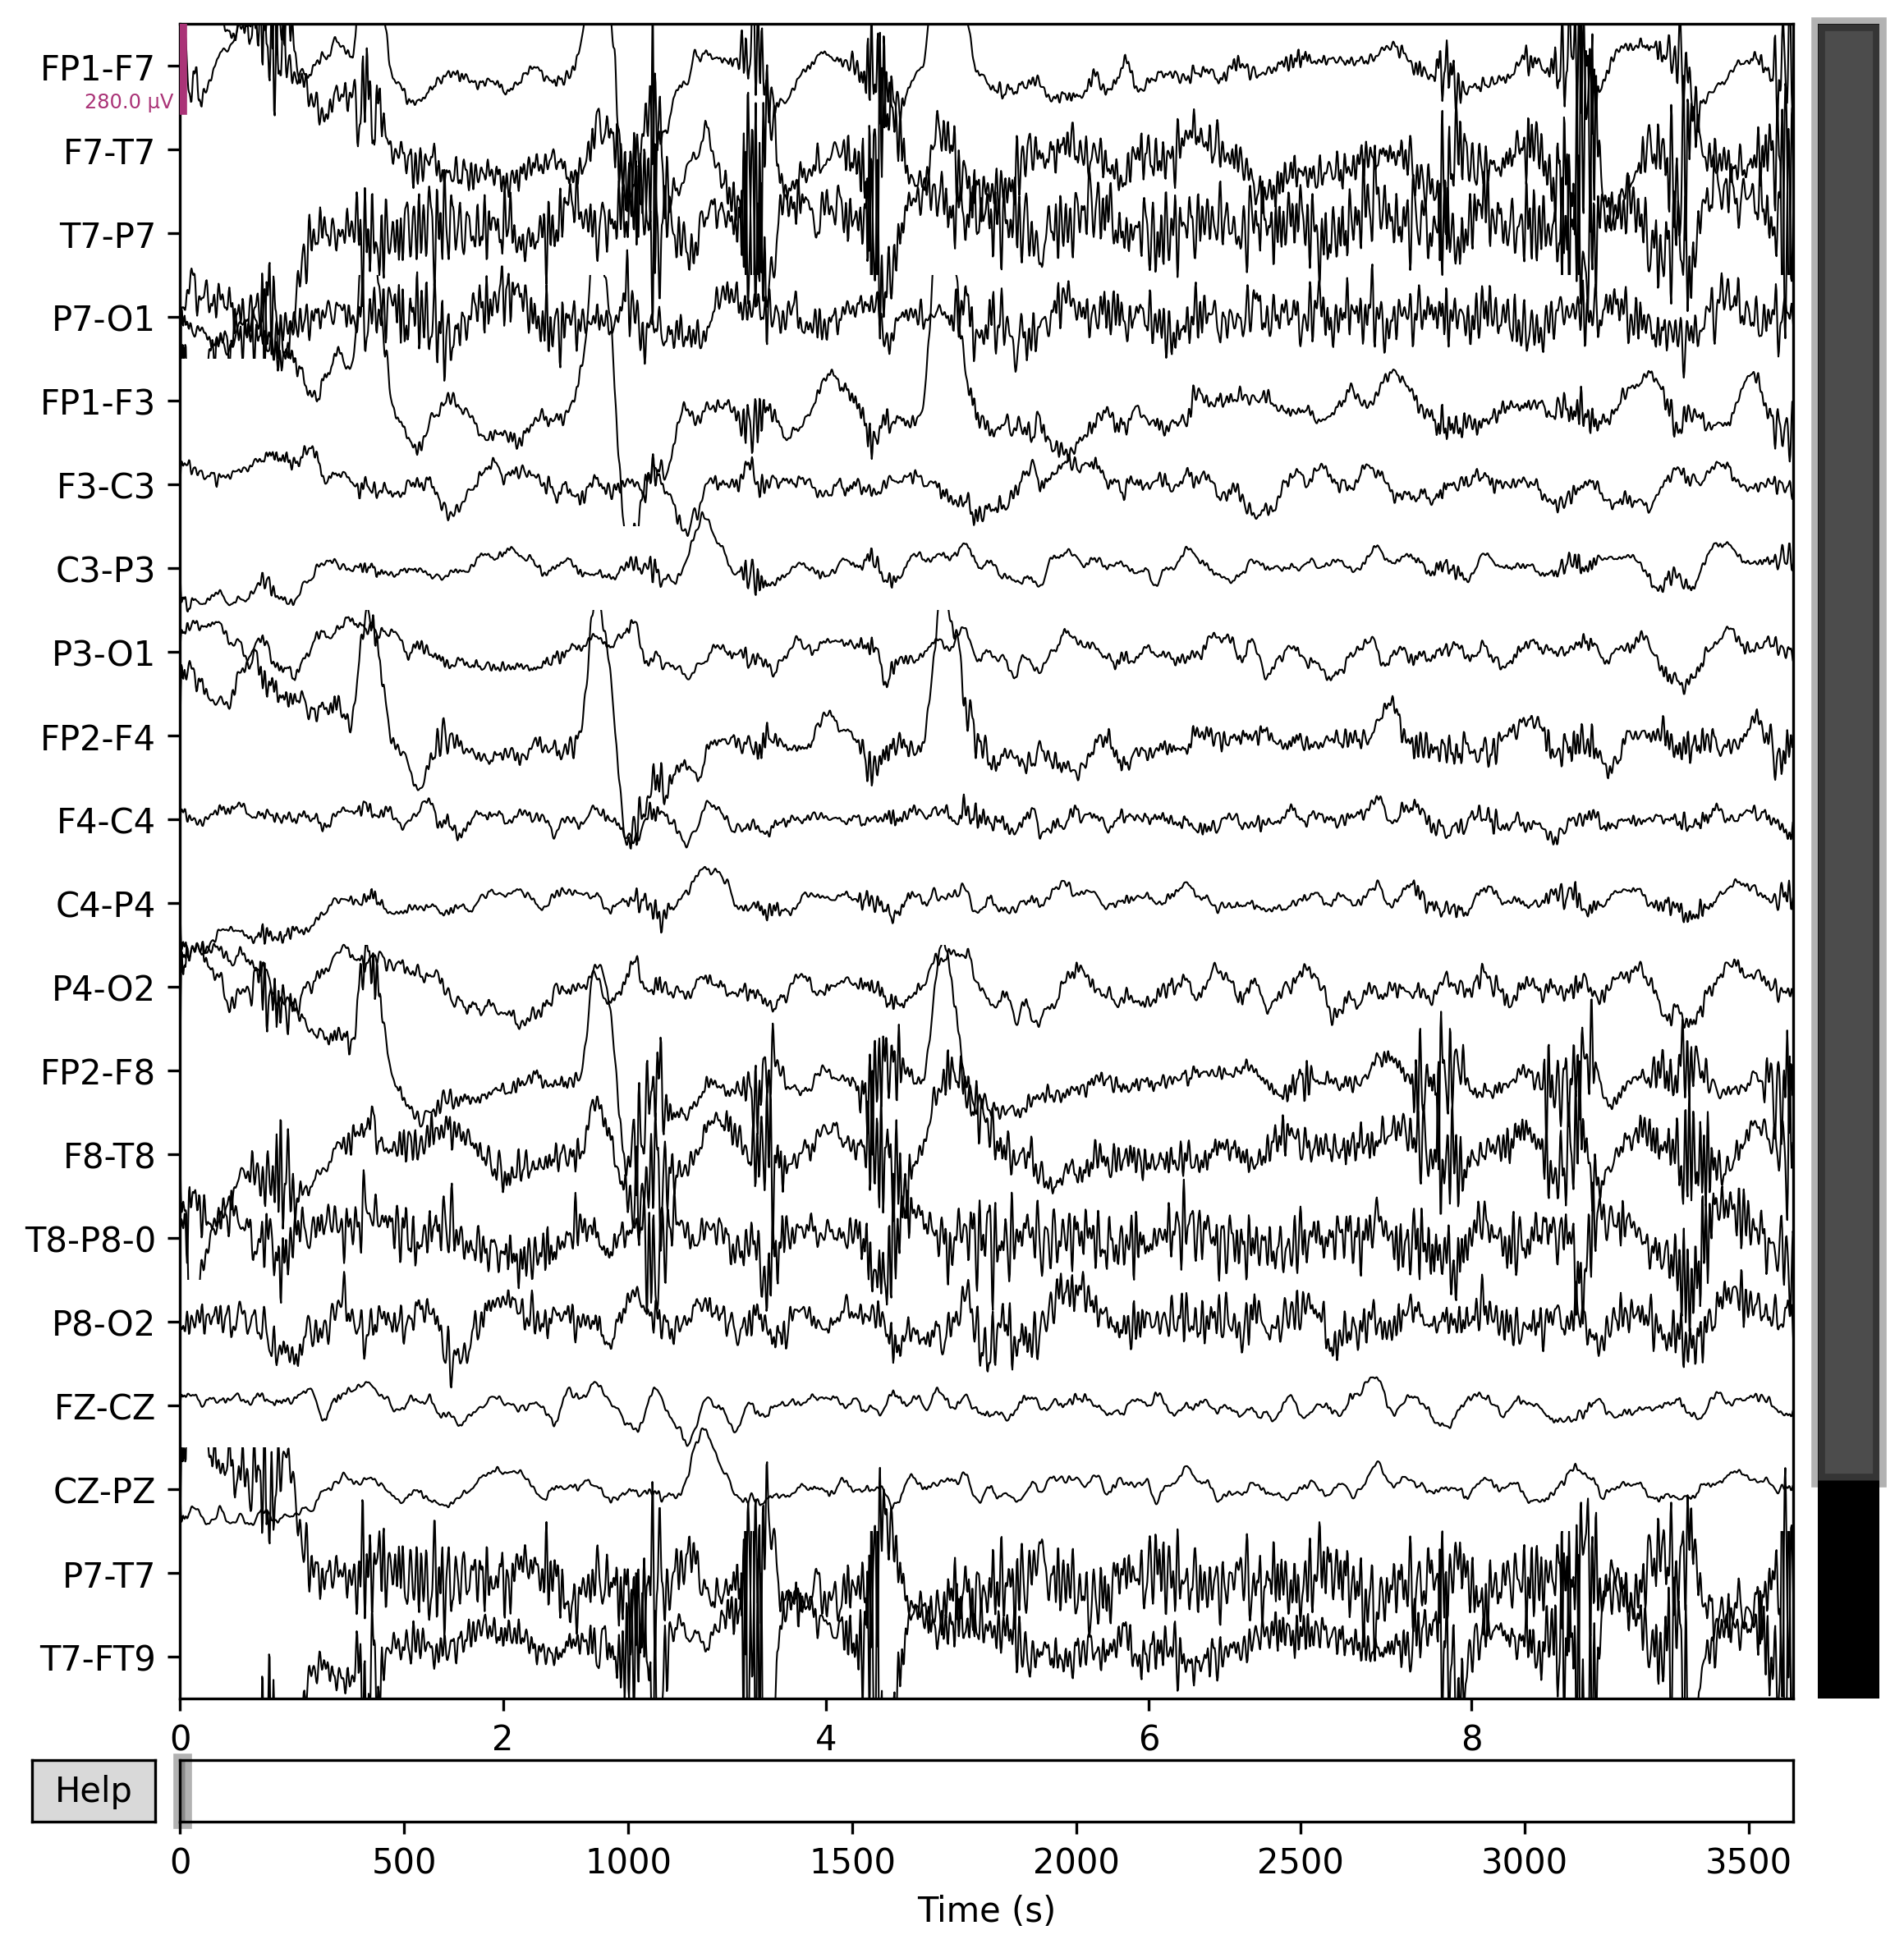 FP1-F7
280.0 µV
F7-T7
T7-P7
P7-O1
FP1-F3
F3-C3
C3-P3
P3-O1
FP2-F4
F4-C4
C4-P4
P4-O2
FP2-F8
F8-T8
T8-P8-0
P8-O2
FZ-CZ
CZ-PZ
P7-T7
T7-FT9
0 2 4 6 8
Help
0 500 1000 1500 2000 2500 3000 3500
Time (s)